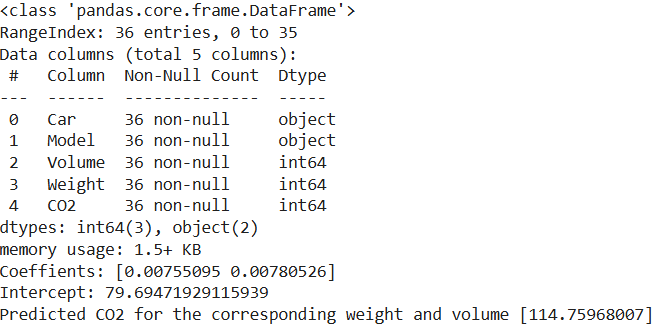 <class 'pandas.core.frame.DataFrame'>
RangeIndex: 36 entries, 0 to 35
Data columns (total 5 columns):
 #   Column  Non-Null Count  Dtype
---  ------  --------------  -----
 0   Car     36 non-null     object
 1   Model   36 non-null     object
 2   Volume  36 non-null     int64
 3   Weight  36 non-null     int64
 4   CO2     36 non-null     int64
dtypes: int64(3), object(2)
memory usage: 1.5+ KB
Coeffients: [0.00755095 0.00780526]
Intercept: 79.69471929115939
Predicted CO2 for the corresponding weight and volume [114.75968007]